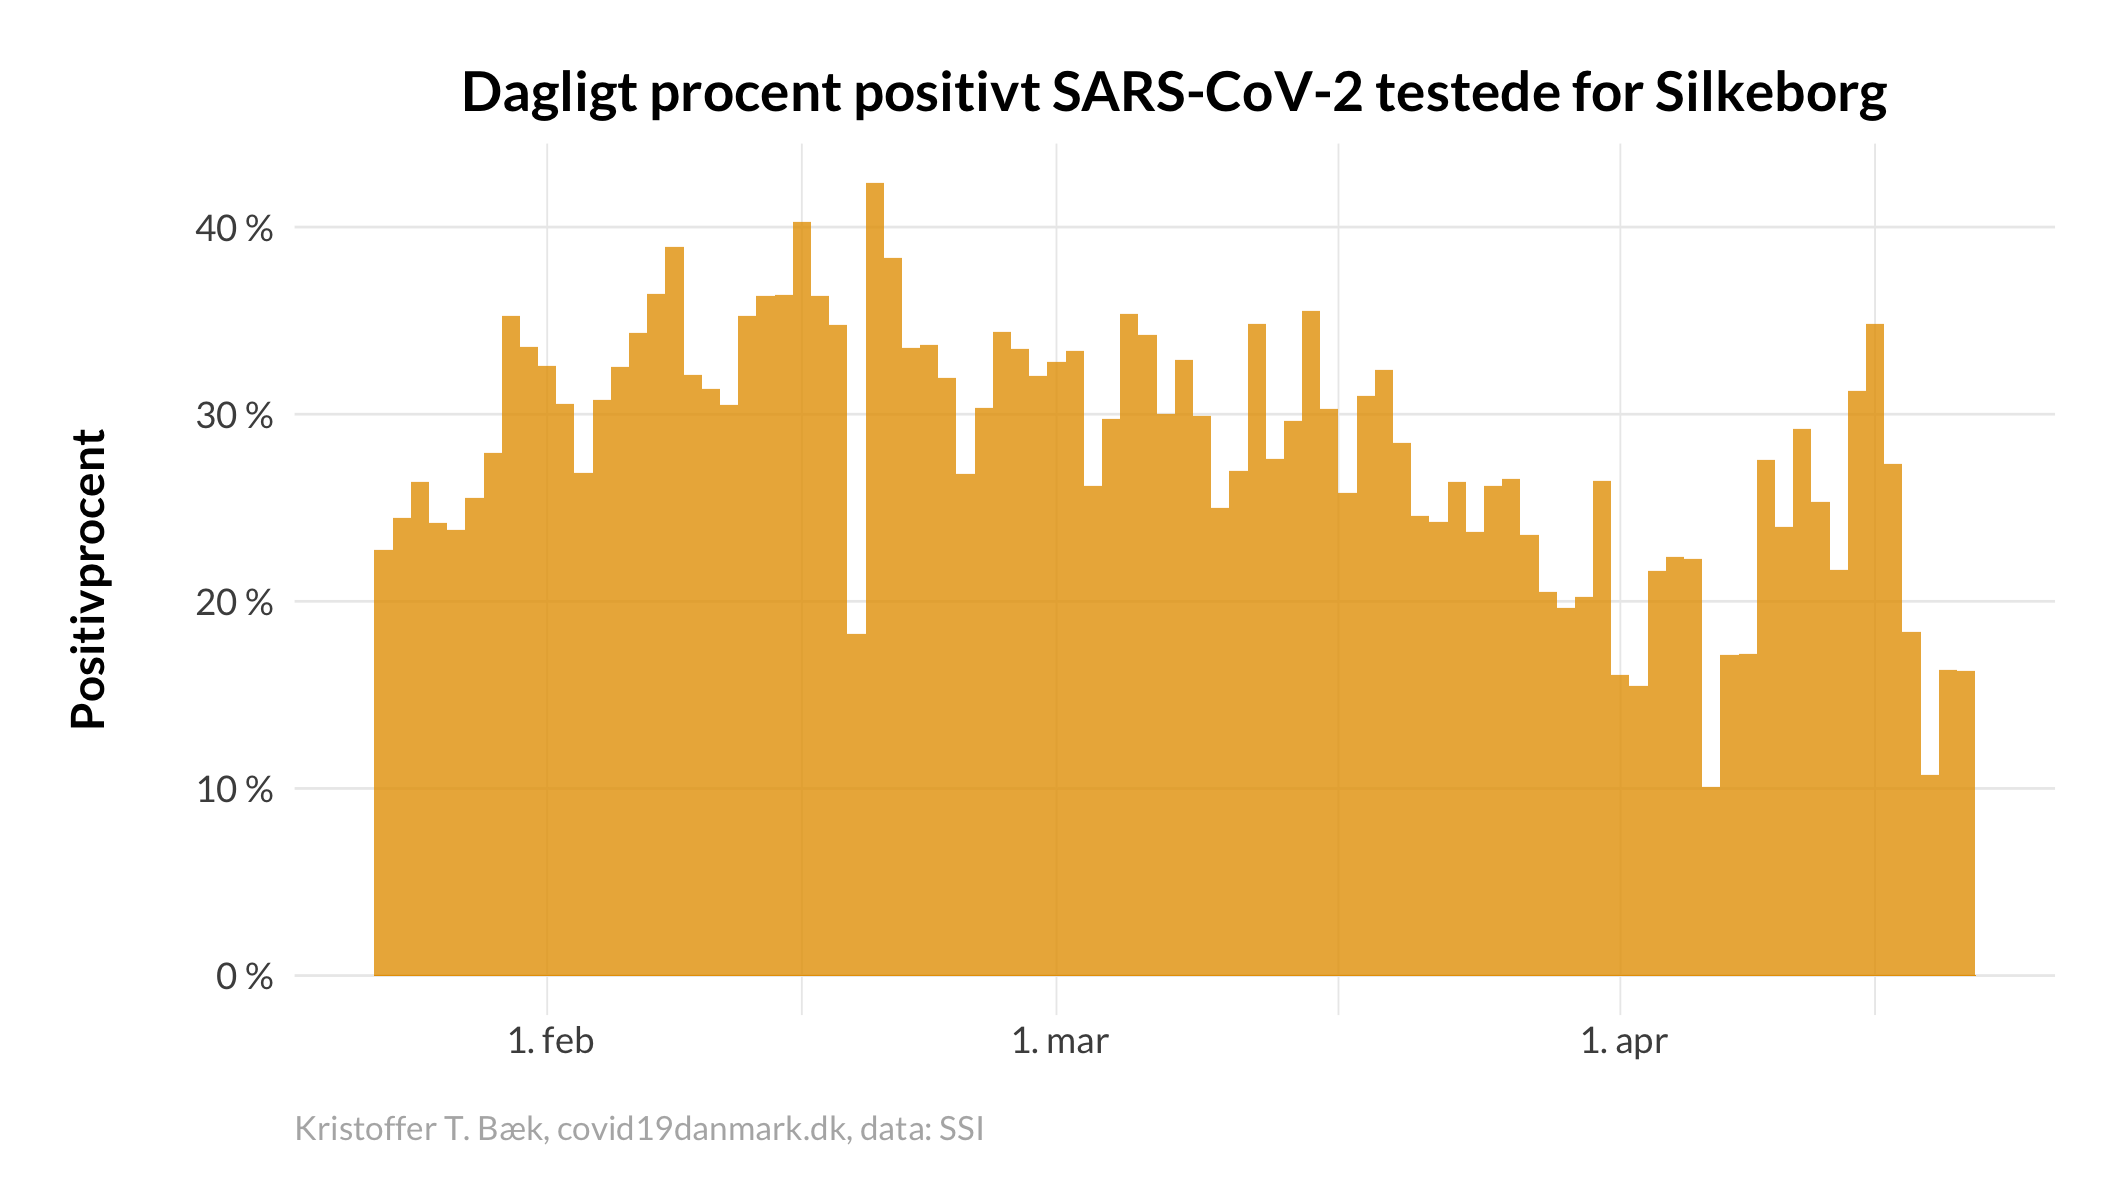 Dagligt procent positivt SARS-CoV-2 testede for Silkeborg
Positivprocent
40 %
30 %
20 %
10 %
0 %
1. feb
1. mar
1. apr
Kristoffer T. Bæk, covid19danmark.dk, data: SSI